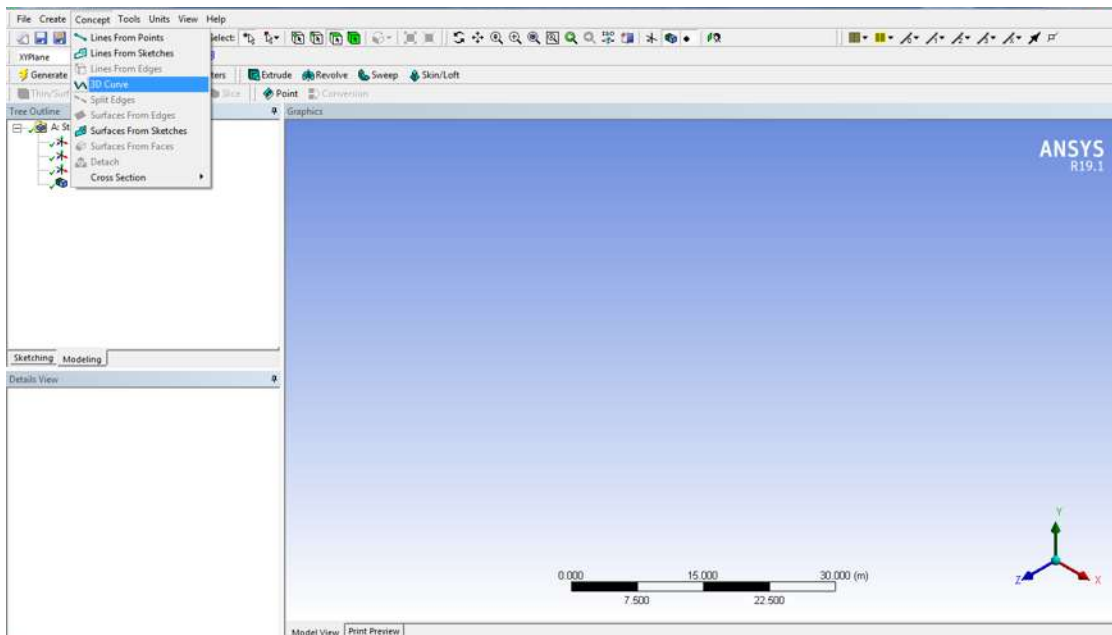 File Create Concept Tools Units View Help
Lines From Points
Lines From Sketches
Lines From Edges
3D Curve
Split Edges
Surfaces From Edges
Surfaces From Sketches
Surfaces From Faces
Detach
Cross Section
XYPlane
Generate Extrude Revolve Sweep Skin/Loft
Slice Point Conversion
Tree Outline Graphics
A: St
ANSYS
R19.1
Sketching Modeling
Details View
Y
Z X
0.000 15.000 30.000 (m)
7.500 22.500
Model View Print Preview